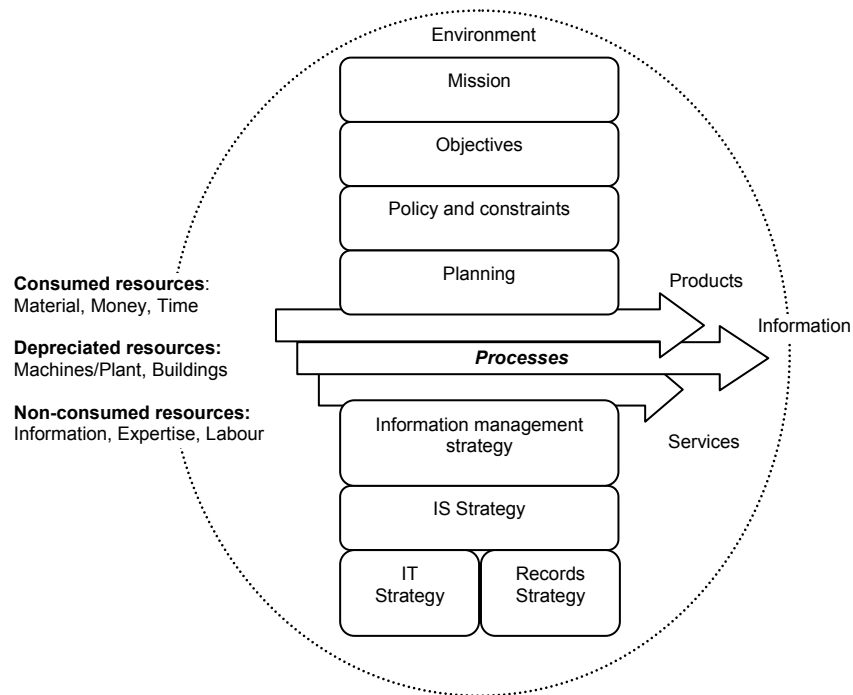 Environment
Mission
Objectives
Policy and constraints
Planning
Consumed resources:
Material, Money, Time
Depreciated resources:
Machines/Plant, Buildings
Non-consumed resources:
Information, Expertise, Labour
Products
Information
Processes
Services
Information management
strategy
IS Strategy
IT
Strategy
Records
Strategy